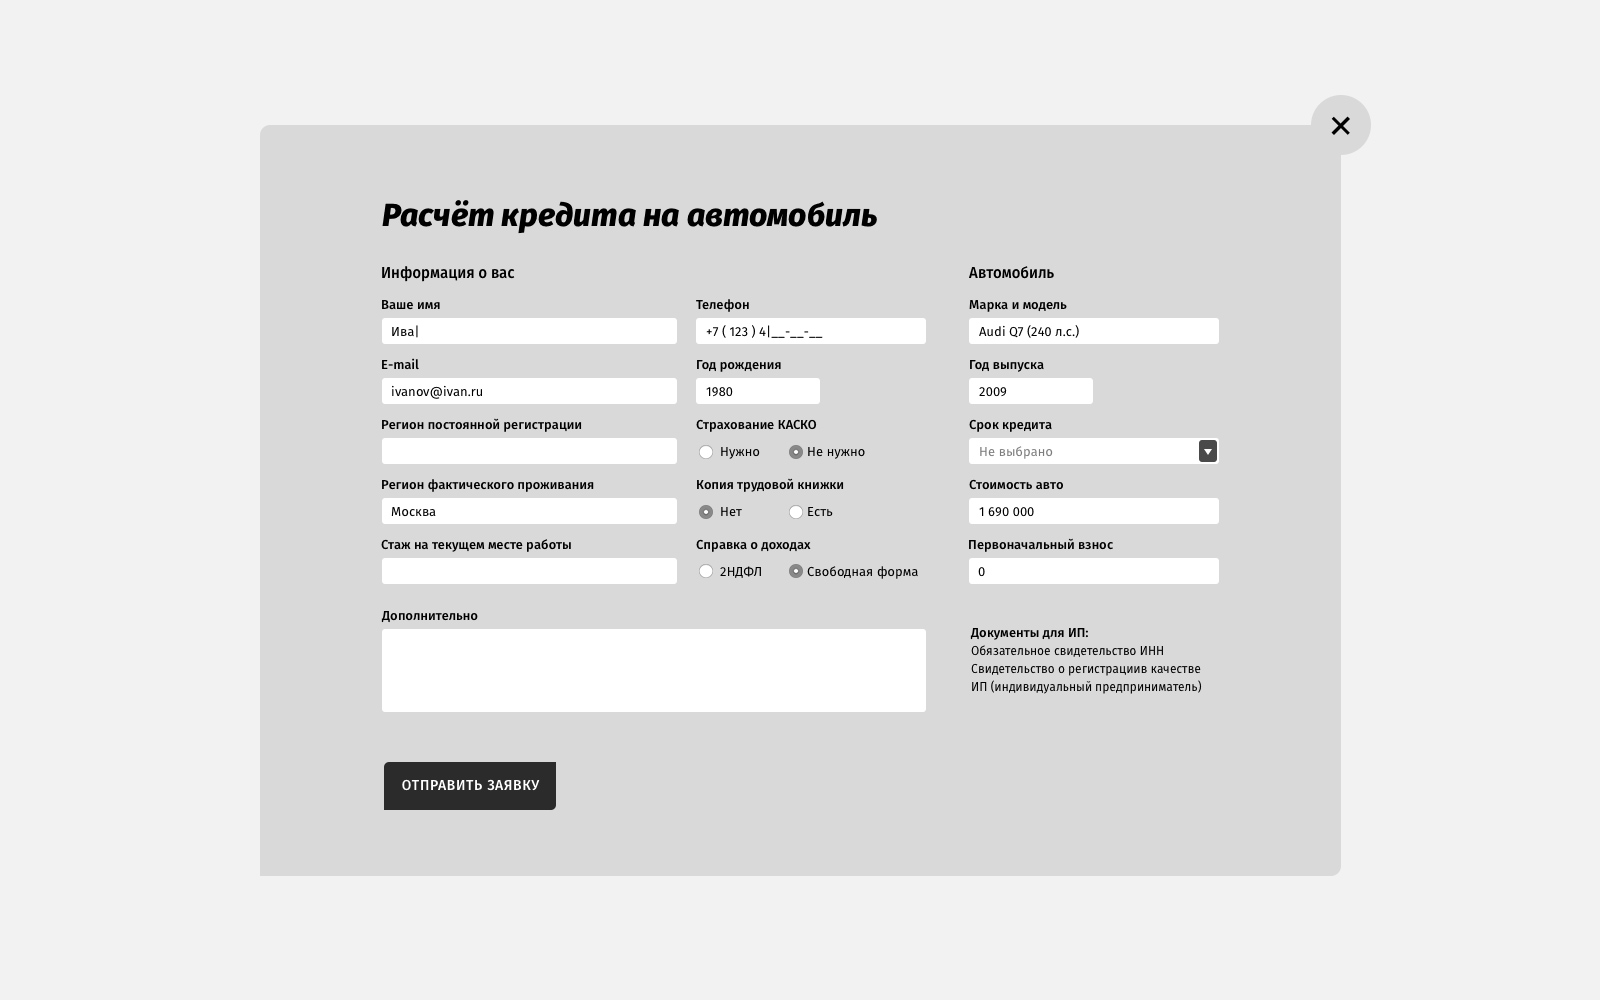 Расчёт кредита на автомобиль
Информация о вас
Ваше имя
Ива|
E-mail
ivanov@ivan.ru
Регион постоянной регистрации
Регион фактического проживания
Москва
Стаж на текущем месте работы
Телефон
+7 ( 123 ) 4|__-__-__
Год рождения
1980
Страхование КАСКО
Нужно Не нужно
Копия трудовой книжки
Нет Есть
Справка о доходах
2НДФЛ Свободная форма
Дополнительно
Автомобиль
Марка и модель
Audi Q7 (240 л.с.)
Год выпуска
2009
Срок кредита
Не выбрано
Стоимость авто
1 690 000
Первоначальный взнос
0
Документы для ИП:
Обязательное свидетельство ИНН
Свидетельство о регистрациив качестве
ИП (индивидуальный предприниматель)
ОТПРАВИТЬ ЗАЯВКУ